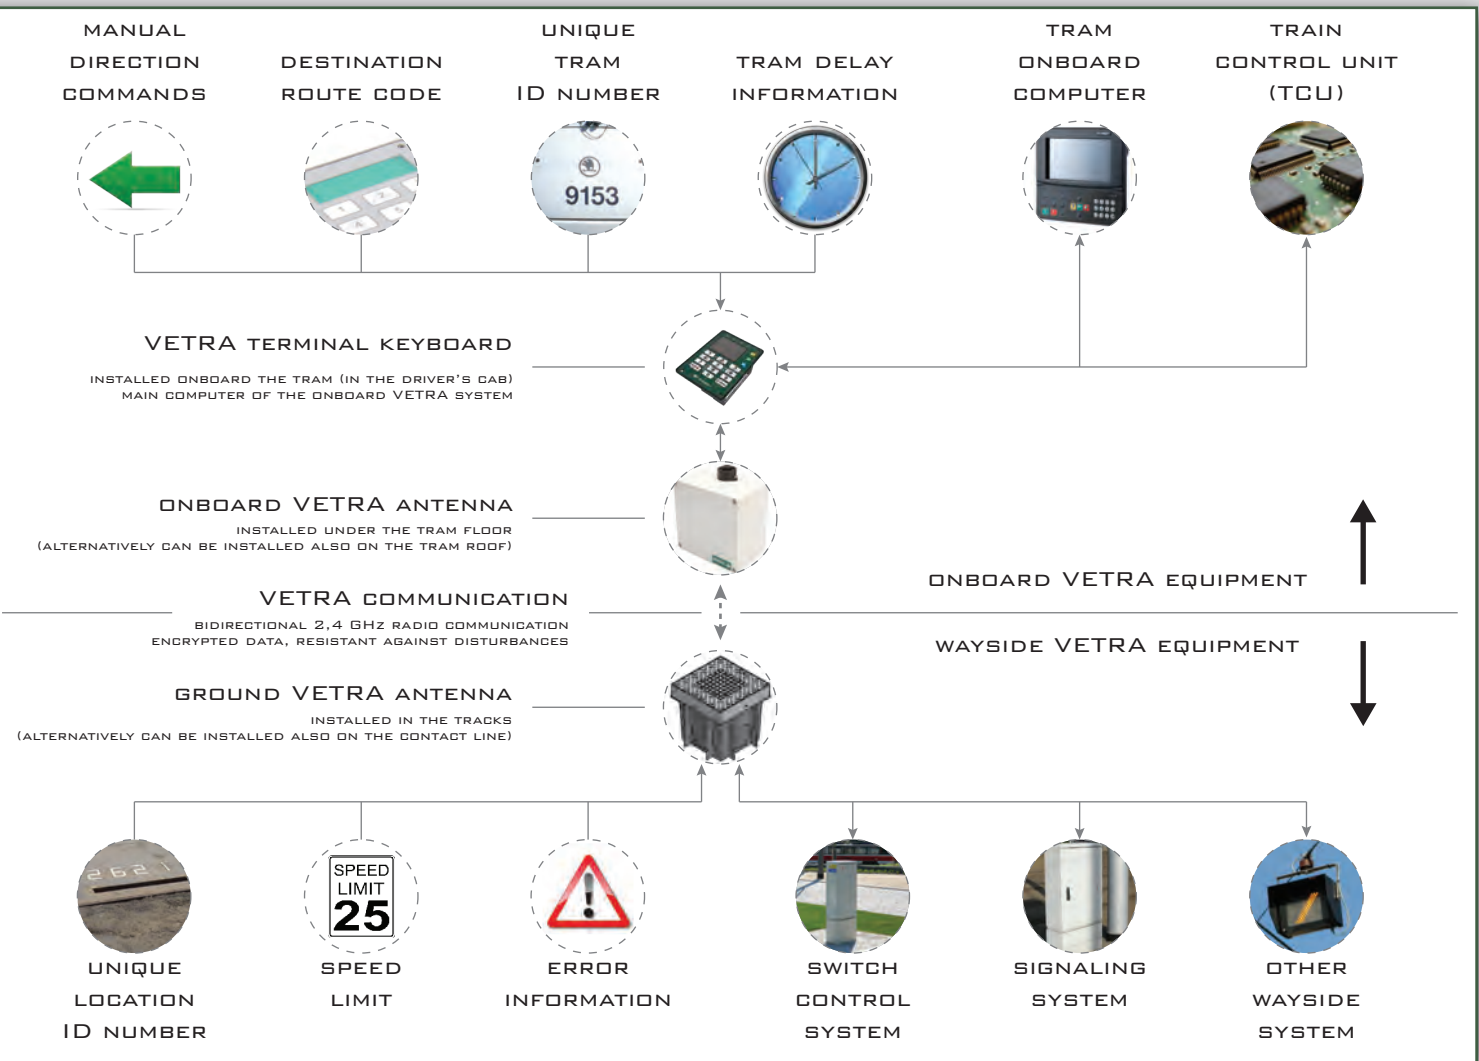 MANUAL
DIRECTION
COMMANDS
DESTINATION
ROUTE CODE
UNIQUE
TRAM
ID NUMBER
TRAM DELAY
INFORMATION
TRAM
ONBOARD
COMPUTER
TRAIN
CONTROL UNIT
(TCU)
9153
VETRA TERMINAL KEYBOARD
INSTALLED ONBOARD THE TRAM (IN THE DRIVER'S CAB)
MAIN COMPUTER OF THE ONBOARD VETRA SYSTEM
ONBOARD VETRA ANTENNA
INSTALLED UNDER THE TRAM FLOOR
(ALTERNATIVELY CAN BE INSTALLED ALSO ON THE TRAM ROOF)
ONBOARD VETRA EQUIPMENT
VETRA COMMUNICATION
BIDIRECTIONAL 2,4 GHZ RADIO COMMUNICATION
ENCRYPTED DATA, RESISTANT AGAINST DISTURBANCES
WAYSIDE VETRA EQUIPMENT
GROUND VETRA ANTENNA
INSTALLED IN THE TRACKS
(ALTERNATIVELY CAN BE INSTALLED ALSO ON THE CONTACT LINE)
SPEED
LIMIT
25
UNIQUE
LOCATION
ID NUMBER
SPEED
LIMIT
ERROR
INFORMATION
SWITCH
CONTROL
SYSTEM
SIGNALING
SYSTEM
OTHER
WAYSIDE
SYSTEM